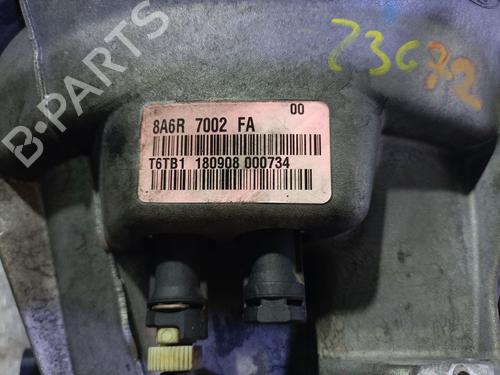 23672
00
8A6R 7002 FA
T6TB1 180908 000734
B-PARTS